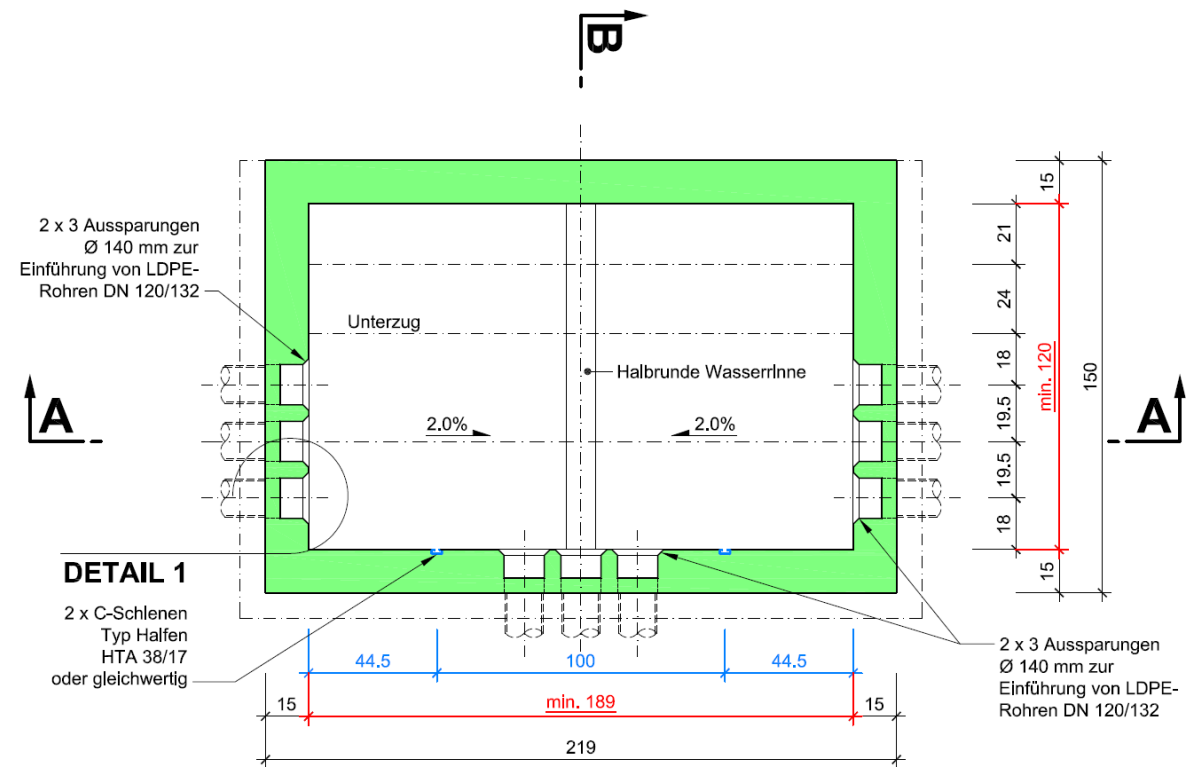 B
2 x 3 Aussparungen
Ø 140 mm zur
Einführung von LDPE-
Rohren DN 120/132
Unterzug
Halbrunde WasserrInne
A
2.0%
2.0%
A
15
21
24
18
19.5
19.5
18
15
min. 120
150
DETAIL 1
2 x C-Schlenen
Typ Halfen
HTA 38/17
oder gleichwertig
44.5
100
44.5
15
min. 189
15
219
2 x 3 Aussparungen
Ø 140 mm zur
Einführung von LDPE-
Rohren DN 120/132